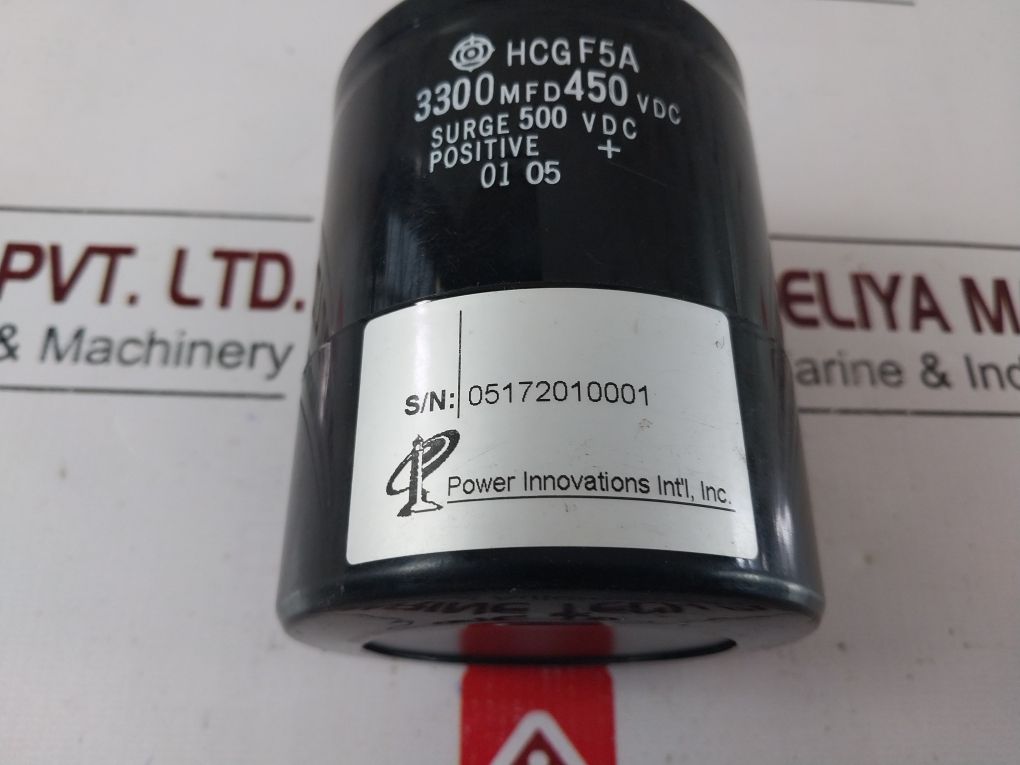 HCG F5A
3300 MFD 450 VDC
SURGE 500 VDC
POSITIVE +
01 05
S/N: 05172010001
Power Innovations Int'l, Inc.
PVT. LTD.
& Machinery
ELIYA M
arine & Ind